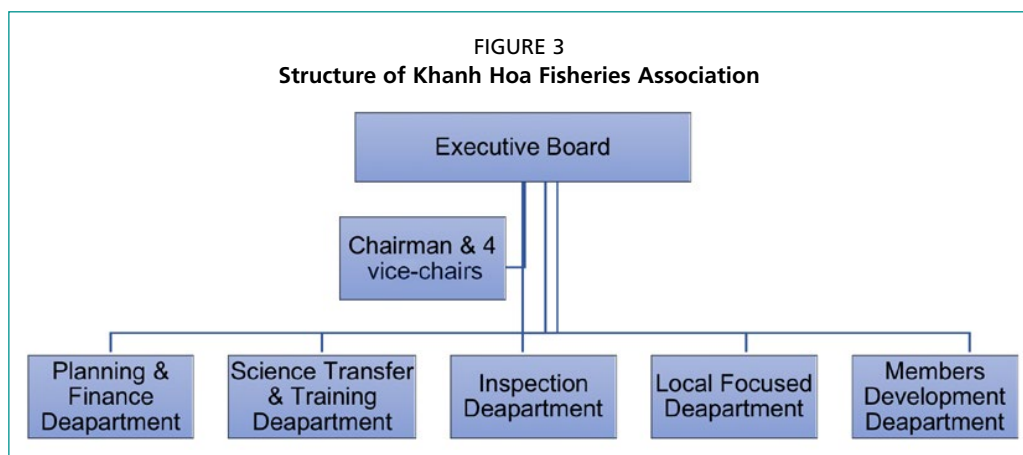 FIGURE 3
Structure of Khanh Hoa Fisheries Association
Executive Board
Chairman & 4
vice-chairs
Planning &
Finance
Deapartment
Science Transfer
& Training
Deapartment
Inspection
Deapartment
Local Focused
Deapartment
Members
Development
Deapartment